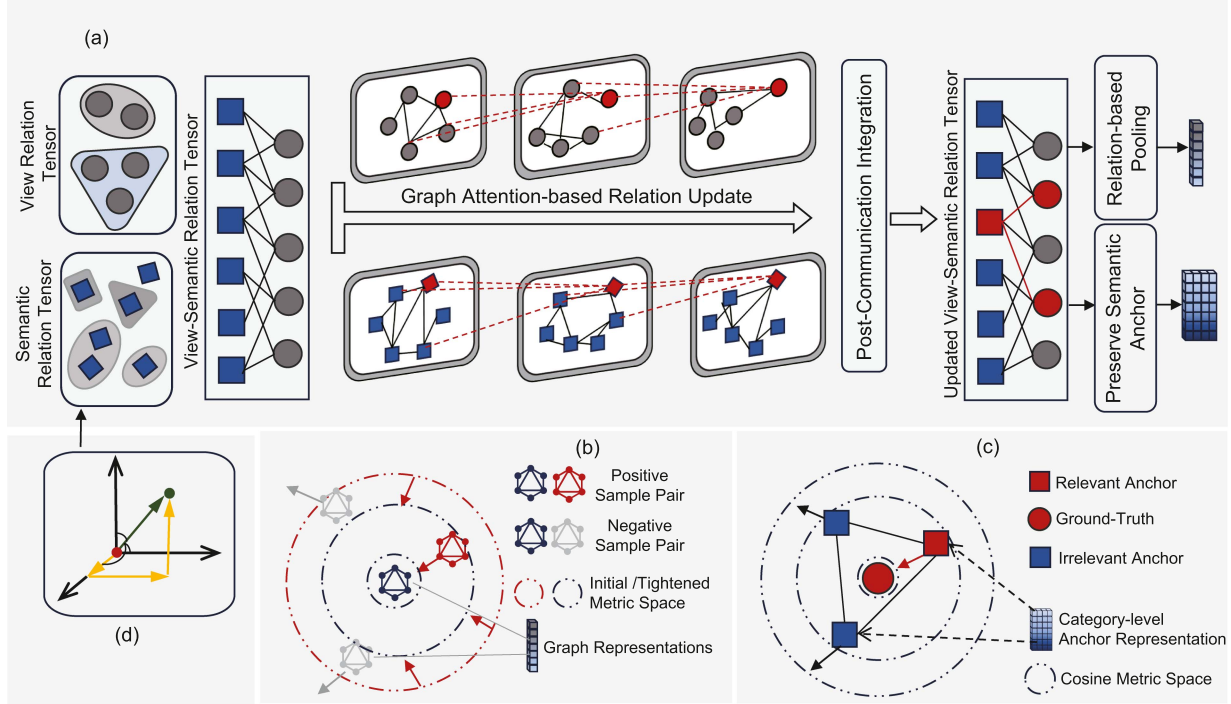 (a)
View Relation
Tensor
Semantic
Relation Tensor
View-Semantic Relation Tensor
Graph Attention-based Relation Update
Post-Communication Integration
Updated View-Semantic Relation Tensor
Relation-based
Pooling
Preserve Semantic
Anchor
(d)
(b)
Positive
Sample Pair
Negative
Sample Pair
Initial /Tightened
Metric Space
Graph Representations
(c)
Relevant Anchor
Ground-Truth
Irrelevant Anchor
Category-level
Anchor Representation
Cosine Metric Space